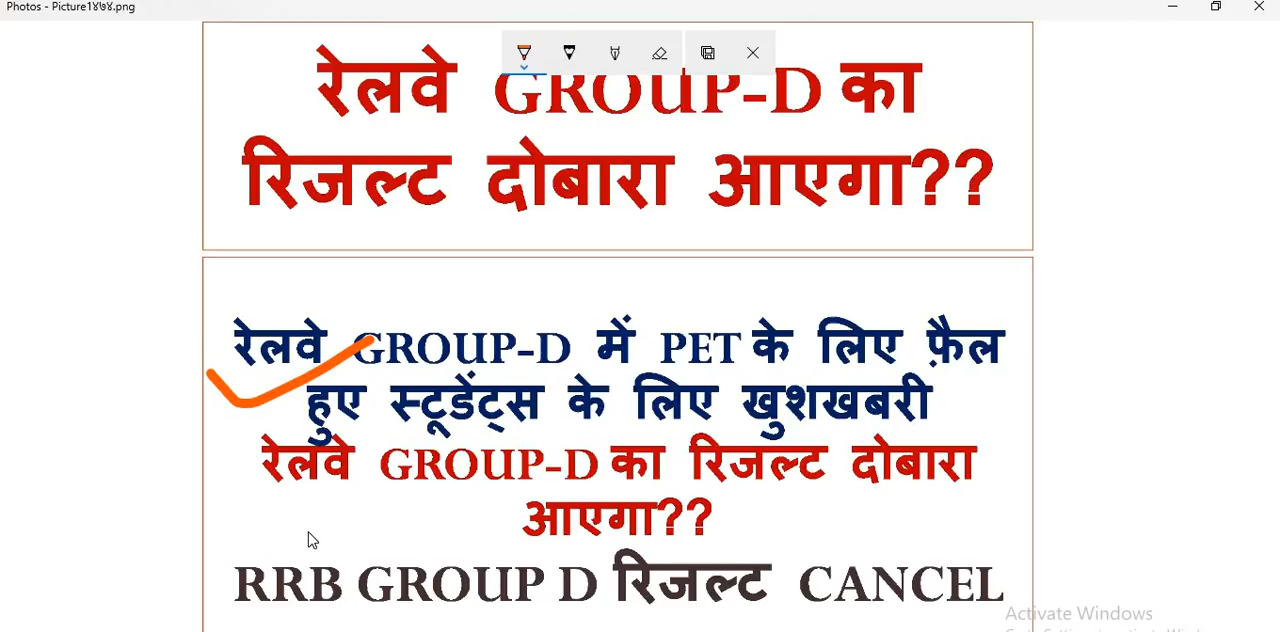 Photos - Picture1४७४.png
रेलवे GROUP-D का
रिजल्ट दोबारा आएगा??
रेलवे GROUP-D में PET के लिए फ़ैल
हुए स्टूडेंट्स के लिए खुशखबरी
रेलवे GROUP-D का रिजल्ट दोबारा
आएगा??
RRB GROUP D रिजल्ट CANCEL
Activate Windows